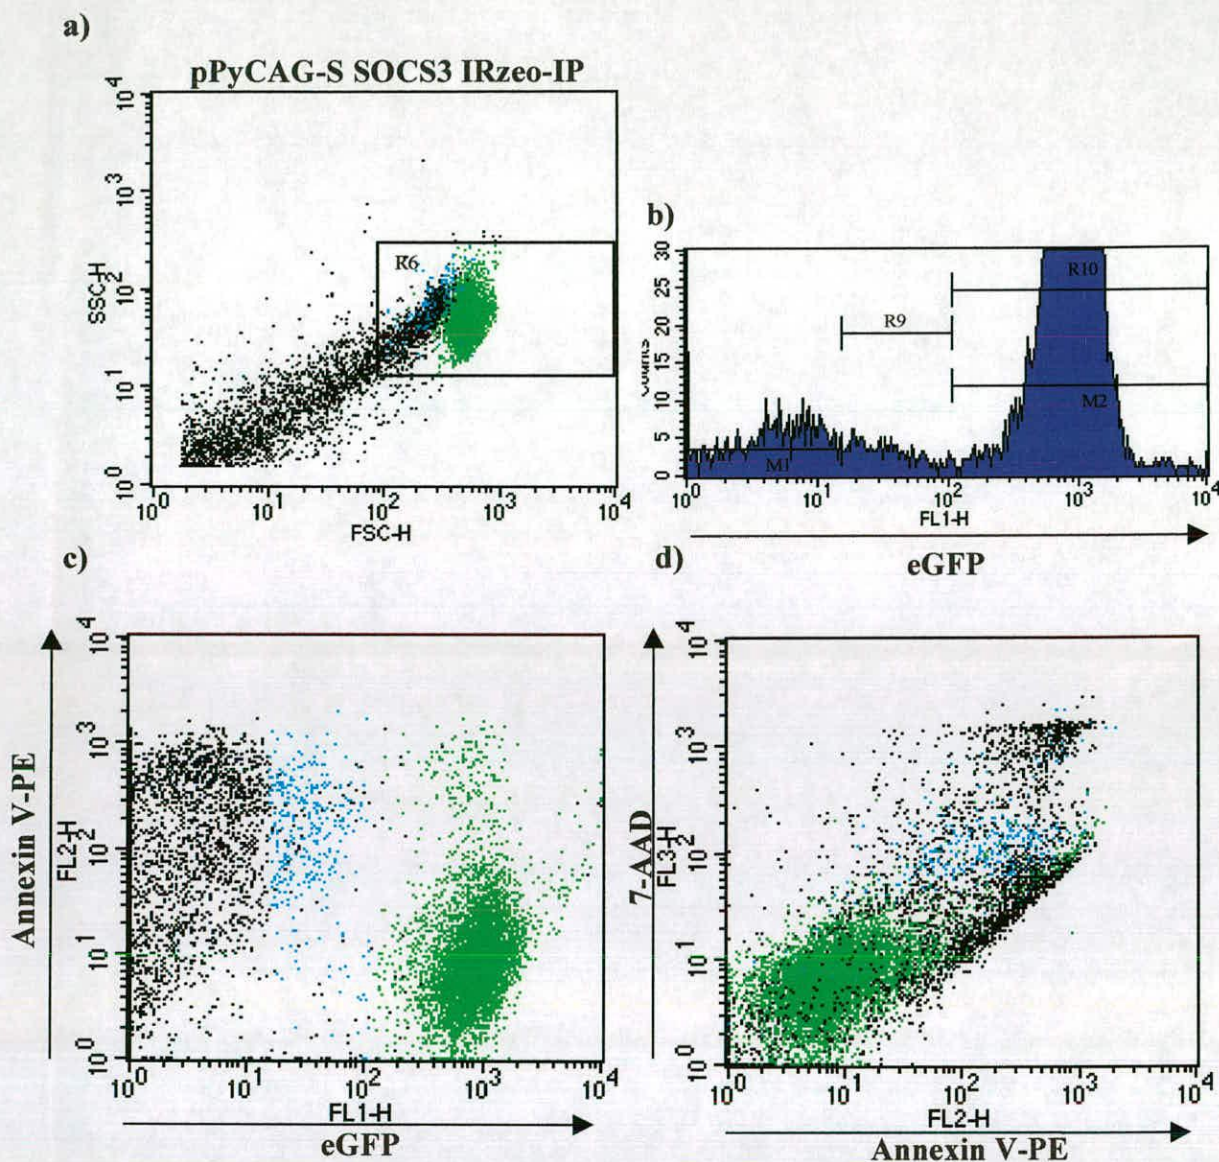 a)
pPyCAG-S SOCS3 IRzeo-IP
10^4
10^3
10^2
10^1
10^0
SSC-H
R6
10^0 10^1 10^2 10^3 10^4
FSC-H
b)
30
25
20
15
10
5
0
Counts
R10
R9
M2
M1
10^0 10^1 10^2 10^3 10^4
FL1-H
eGFP
c)
Annexin V-PE
FL2-H
10^4
10^3
10^2
10^1
10^0
10^0 10^1 10^2 10^3 10^4
FL1-H
eGFP
d)
7-AAD
FL3-H
10^4
10^3
10^2
10^1
10^0
10^0 10^1 10^2 10^3 10^4
FL2-H
Annexin V-PE